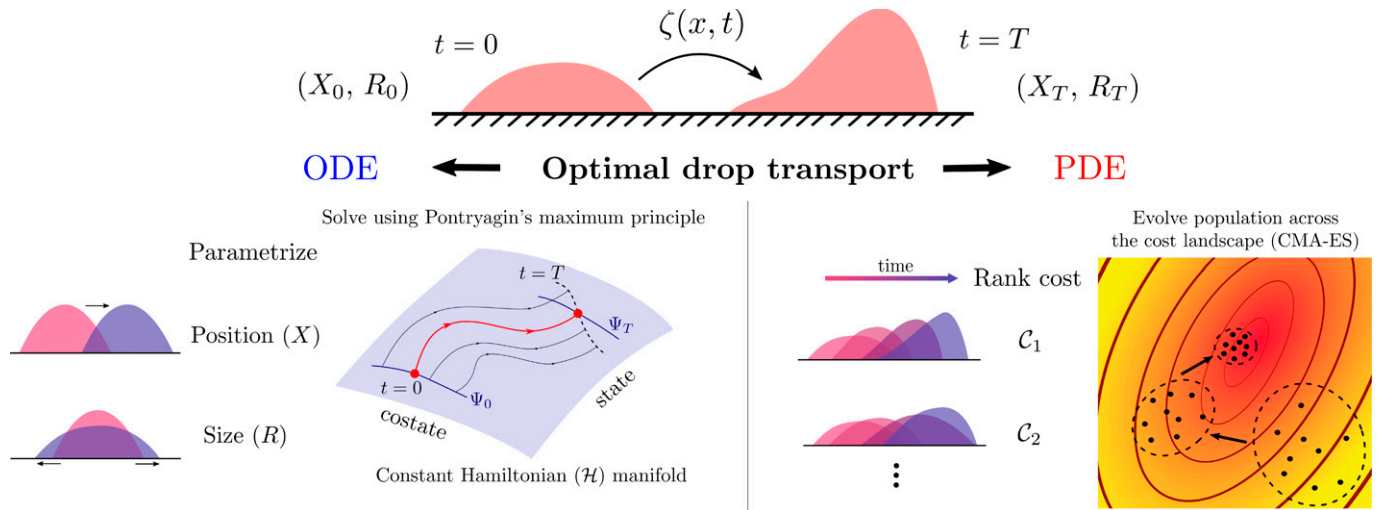 ζ(x, t)
t = 0
t = T
(X₀, R₀)
(X_T, R_T)
ODE
Optimal drop transport
PDE
Solve using Pontryagin's maximum principle
Parametrize
Position (X)
Size (R)
t = T
Ψ_T
t = 0
Ψ₀
costate
state
Constant Hamiltonian (ℋ) manifold
Evolve population across
the cost landscape (CMA-ES)
time
Rank cost
𝒞₁
𝒞₂